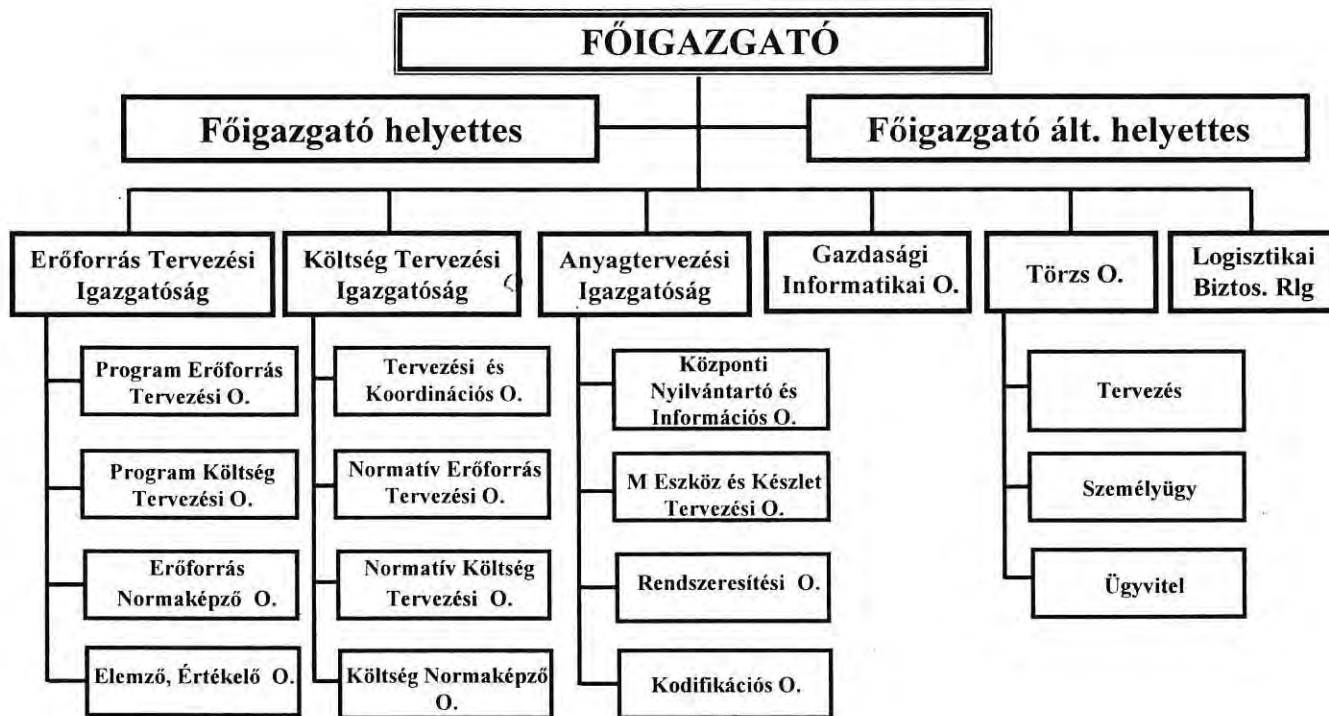 FŐIGAZGATÓ
Főigazgató helyettes
Főigazgató ált. helyettes
Erőforrás Tervezési
Igazgatóság
Költség Tervezési
Igazgatóság
Anyagtervezési
Igazgatóság
Gazdasági
Informatikai O.
Törzs O.
Logisztikai
Biztos. Rlg
Program Erőforrás
Tervezési O.
Program Költség
Tervezési O.
Erőforrás
Normaképző O.
Elemző, Értékelő O.
Tervezési és
Koordinációs O.
Normatív Erőforrás
Tervezési O.
Normatív Költség
Tervezési O.
Költség Normaképző
O.
Központi
Nyilvántartó és
Információs O.
M Eszköz és Készlet
Tervezési O.
Rendszeresítési O.
Kodifikációs O.
Tervezés
Személyügy
Ügyvitel